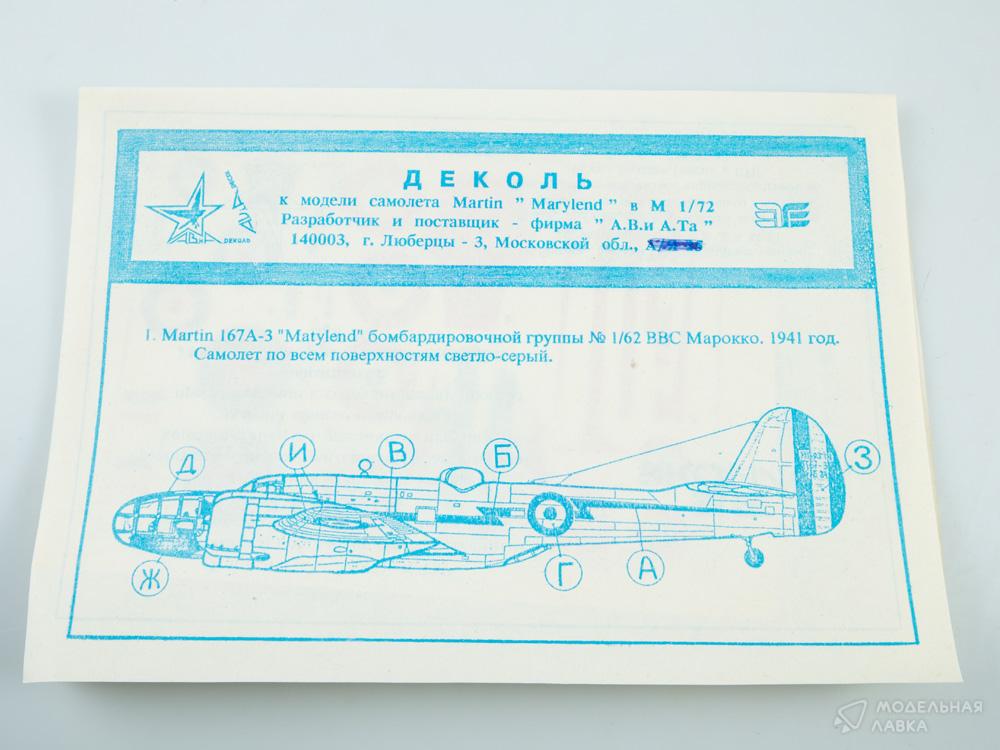 ДЕКОЛЬ
к модели самолета Martin " Marylend " в М 1/72
Разработчик и поставщик - фирма " А.В.и А.Та "
140003, г. Люберцы - 3, Московской обл.,
ДЕКОЛЬ
1. Martin 167A-3 "Matylend" бомбардировочной группы № 1/62 ВВС Марокко. 1941 год.
Самолет по всем поверхностям светло-серый.
Д
И
В
Б
З
Ж
Г
А
МОДЕЛЬНАЯ
ЛАВКА